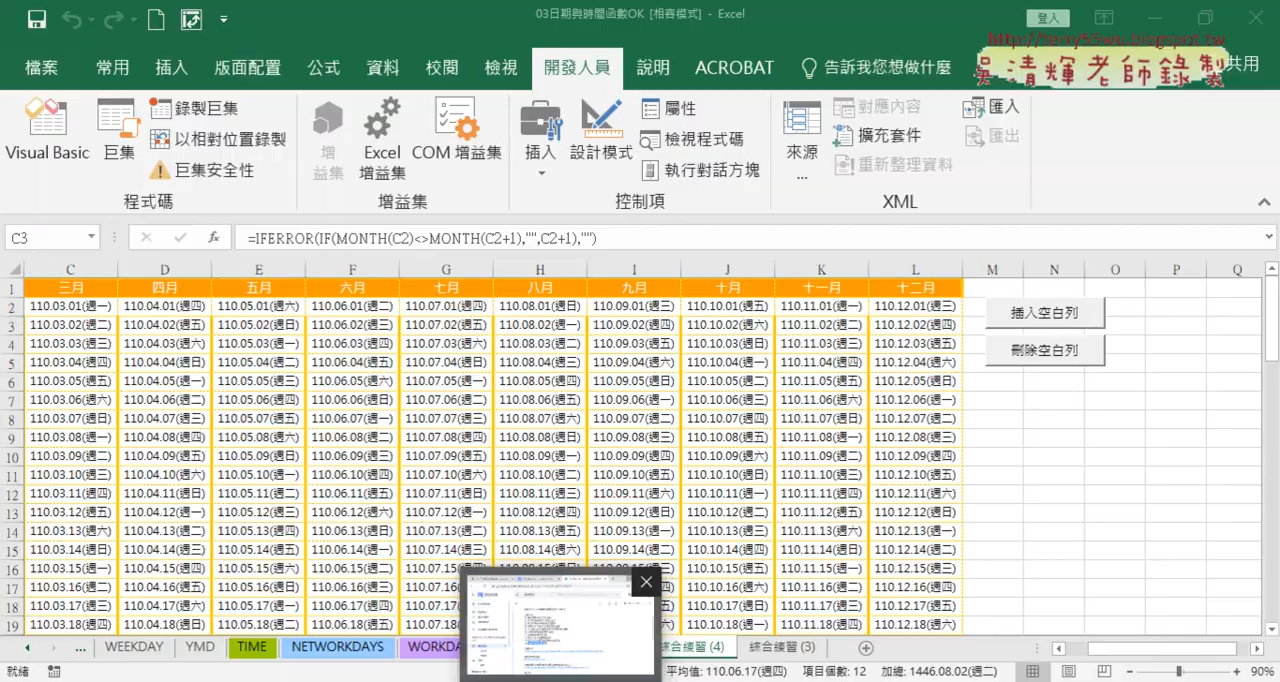 03日期與時間函數OK [相容模式] - Excel
登入
http://terry55wu.blogspot.tw
吳清輝老師錄製
檔案 常用 插入 版面配置 公式 資料 校閱 檢視 開發人員 說明 ACROBAT 告訴我您想做什麼 共用
Visual Basic 巨集 錄製巨集 以相對位置錄製 巨集安全性
程式碼
增益集 Excel 增益集 COM 增益集
增益集
插入 設計模式 屬性 檢視程式碼 執行對話方塊
控制項
來源... 對應內容 擴充套件 重新整理資料 匯入 匯出
XML
C3 fx =IFERROR(IF(MONTH(C2)<>MONTH(C2+1),"",C2+1),"")
C D E F G H I J K L M N O P Q
1 三月 四月 五月 六月 七月 八月 九月 十月 十一月 十二月
2 110.03.01(週一) 110.04.01(週四) 110.05.01(週六) 110.06.01(週二) 110.07.01(週四) 110.08.01(週日) 110.09.01(週三) 110.10.01(週五) 110.11.01(週一) 110.12.01(週三)
3 110.03.02(週二) 110.04.02(週五) 110.05.02(週日) 110.06.02(週三) 110.07.02(週五) 110.08.02(週一) 110.09.02(週四) 110.10.02(週六) 110.11.02(週二) 110.12.02(週四)
4 110.03.03(週三) 110.04.03(週六) 110.05.03(週一) 110.06.03(週四) 110.07.03(週六) 110.08.03(週二) 110.09.03(週五) 110.10.03(週日) 110.11.03(週三) 110.12.03(週五)
5 110.03.04(週四) 110.04.04(週日) 110.05.04(週二) 110.06.04(週五) 110.07.04(週日) 110.08.04(週三) 110.09.04(週六) 110.10.04(週一) 110.11.04(週四) 110.12.04(週六)
6 110.03.05(週五) 110.04.05(週一) 110.05.05(週三) 110.06.05(週六) 110.07.05(週一) 110.08.05(週四) 110.09.05(週日) 110.10.05(週二) 110.11.05(週五) 110.12.05(週日)
7 110.03.06(週六) 110.04.06(週二) 110.05.06(週四) 110.06.06(週日) 110.07.06(週二) 110.08.06(週五) 110.09.06(週一) 110.10.06(週三) 110.11.06(週六) 110.12.06(週一)
8 110.03.07(週日) 110.04.07(週三) 110.05.07(週五) 110.06.07(週一) 110.07.07(週三) 110.08.07(週六) 110.09.07(週二) 110.10.07(週四) 110.11.07(週日) 110.12.07(週二)
9 110.03.08(週一) 110.04.08(週四) 110.05.08(週六) 110.06.08(週二) 110.07.08(週四) 110.08.08(週日) 110.09.08(週三) 110.10.08(週五) 110.11.08(週一) 110.12.08(週三)
10 110.03.09(週二) 110.04.09(週五) 110.05.09(週日) 110.06.09(週三) 110.07.09(週五) 110.08.09(週一) 110.09.09(週四) 110.10.09(週六) 110.11.09(週二) 110.12.09(週四)
11 110.03.10(週三) 110.04.10(週六) 110.05.10(週一) 110.06.10(週四) 110.07.10(週六) 110.08.10(週二) 110.09.10(週五) 110.10.10(週日) 110.11.10(週三) 110.12.10(週五)
12 110.03.11(週四) 110.04.11(週日) 110.05.11(週二) 110.06.11(週五) 110.07.11(週日) 110.08.11(週三) 110.09.11(週六) 110.10.11(週一) 110.11.11(週四) 110.12.11(週六)
13 110.03.12(週五) 110.04.12(週一) 110.05.12(週三) 110.06.12(週六) 110.07.12(週一) 110.08.12(週四) 110.09.12(週日) 110.10.12(週二) 110.11.12(週五) 110.12.12(週日)
14 110.03.13(週六) 110.04.13(週二) 110.05.13(週四) 110.06.13(週日) 110.07.13(週二) 110.08.13(週五) 110.09.13(週一) 110.10.13(週三) 110.11.13(週六) 110.12.13(週一)
15 110.03.14(週日) 110.04.14(週三) 110.05.14(週五) 110.06.14(週一) 110.07.14(週三) 110.08.14(週六) 110.09.14(週二) 110.10.14(週四) 110.11.14(週日) 110.12.14(週二)
16 110.03.15(週一) 110.04.15(週四) 110.05.15(週六) 110.06.15(週二) 110.10.15(週五) 110.11.15(週一) 110.12.15(週三)
17 110.03.16(週二) 110.04.16(週五) 110.05.16(週日) 110.06.16(週三) 110.10.16(週六) 110.11.16(週二) 110.12.16(週四)
18 110.03.17(週三) 110.04.17(週六) 110.05.17(週一) 110.06.17(週四) 110.10.17(週日) 110.11.17(週三) 110.12.17(週五)
19 110.03.18(週四) 110.04.18(週日) 110.05.18(週二) 110.06.18(週五) 110.10.18(週一) 110.11.18(週四) 110.12.18(週六)
插入空白列
刪除空白列
... WEEKDAY YMD TIME NETWORKDAYS WORKDA 綜合練習 (4) 綜合練習 (3)
就緒 平均值: 110.06.17(週四) 項目個數: 12 加總: 1446.08.02(週二) 90%